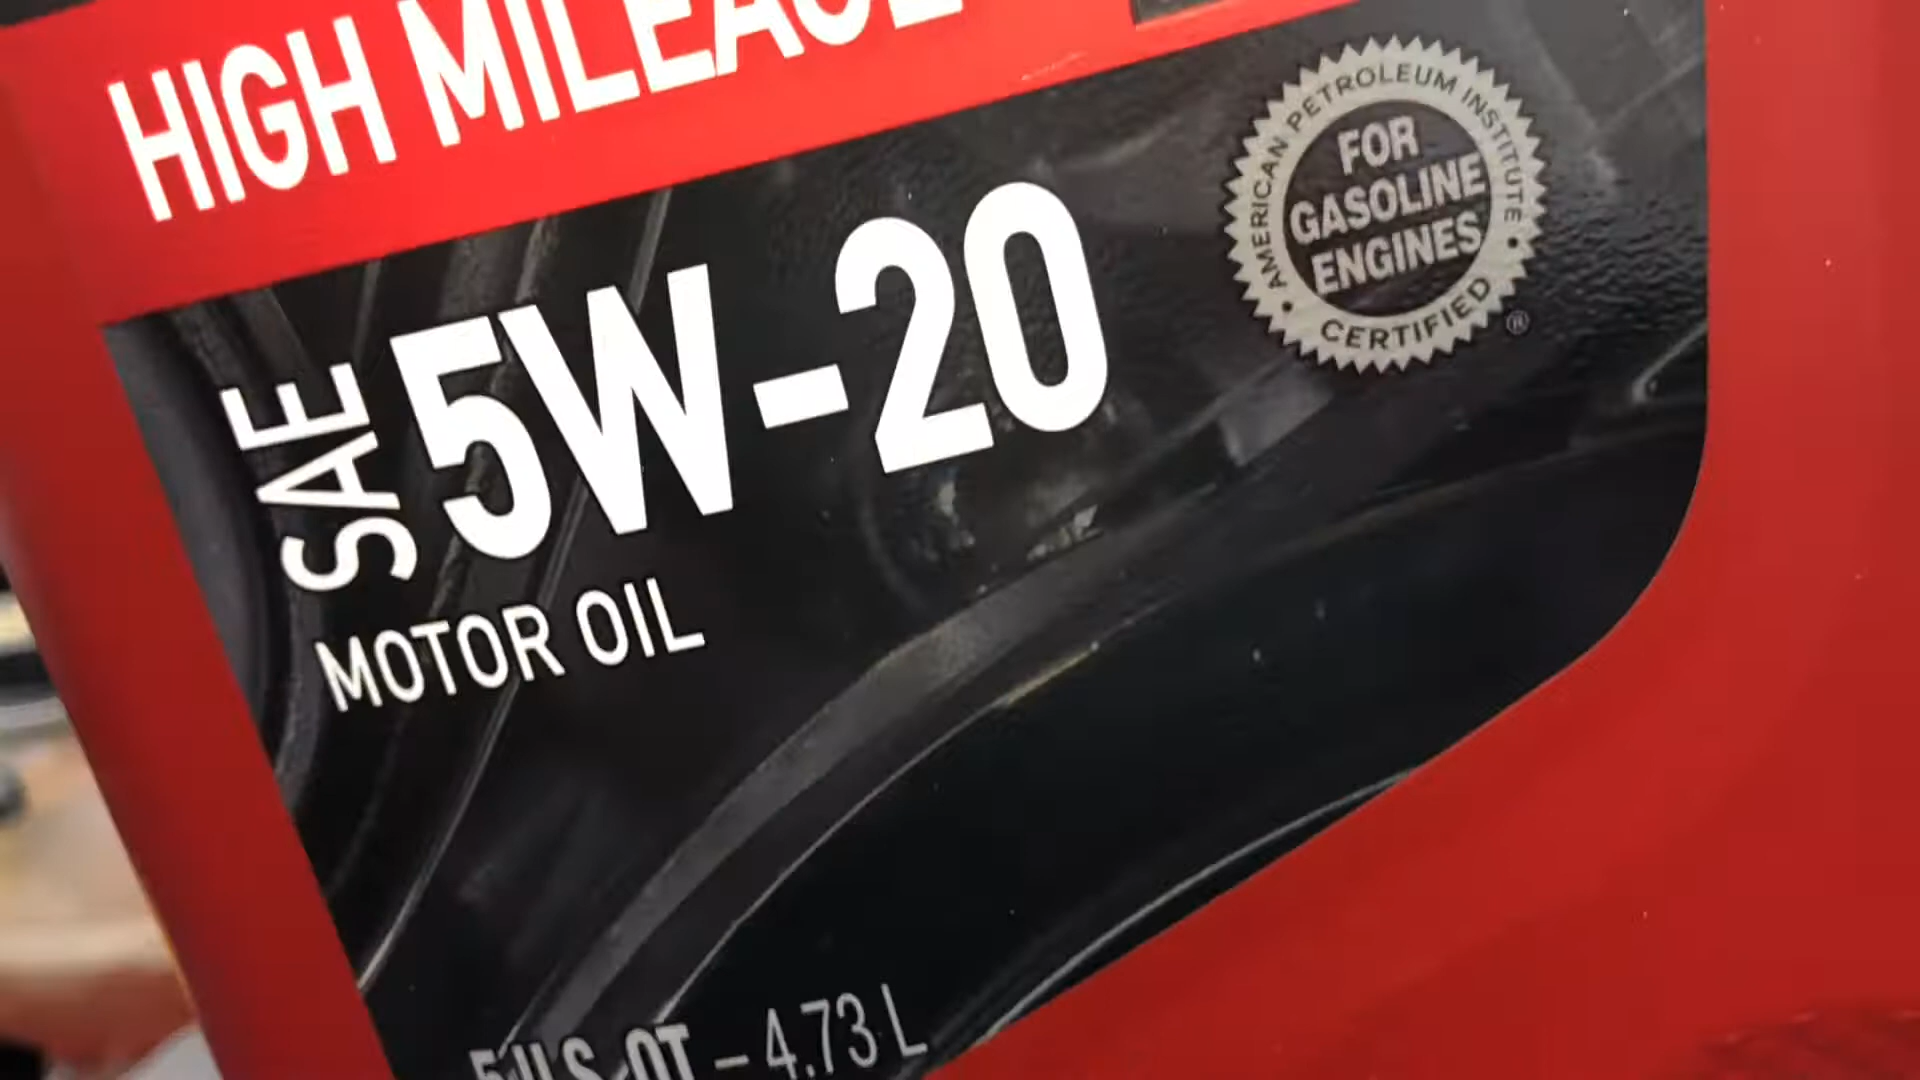 HIGH MILEAGE
SAE
5W-20
MOTOR OIL
AMERICAN PETROLEUM INSTITUTE
FOR
GASOLINE
ENGINES
CERTIFIED
®
5 U.S. QT – 4.73 L